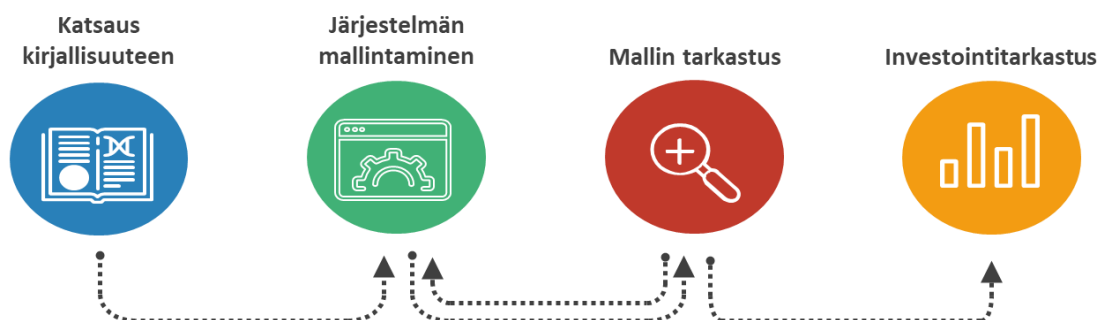 Katsaus
kirjallisuuteen
Järjestelmän
mallintaminen
Mallin tarkastus
Investointitarkastus